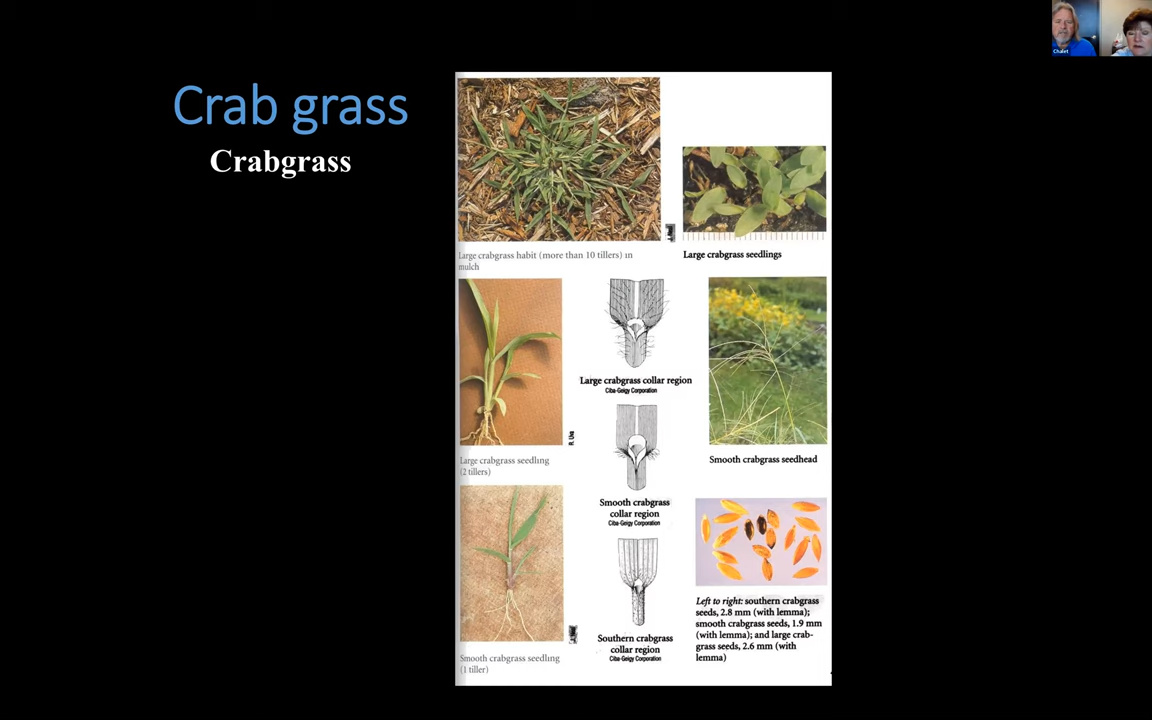 Chalet
Crab grass
Crabgrass
Large crabgrass habit (more than 10 tillers) in
mulch
Large crabgrass seedlings
Large crabgrass collar region
Ciba-Geigy Corporation
R. Uva
Large crabgrass seedling
(2 tillers)
Smooth crabgrass seedhead
Smooth crabgrass
collar region
Ciba-Geigy Corporation
Left to right: southern crabgrass
seeds, 2.8 mm (with lemma);
smooth crabgrass seeds, 1.9 mm
(with lemma); and large crab-
grass seeds, 2.6 mm (with
lemma)
Southern crabgrass
collar region
Ciba-Geigy Corporation
Smooth crabgrass seedling
(1 tiller)